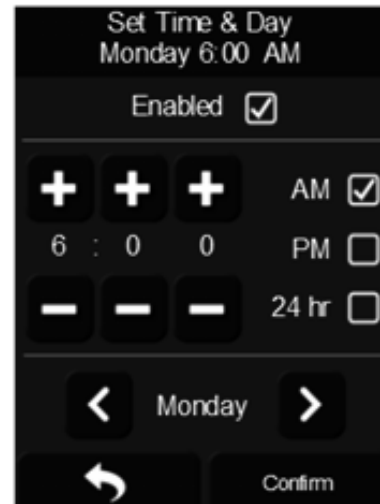 Set Time & Day
Monday 6:00 AM
Enabled
AM
6 : 0 0
PM
24 hr
Monday
Confirm